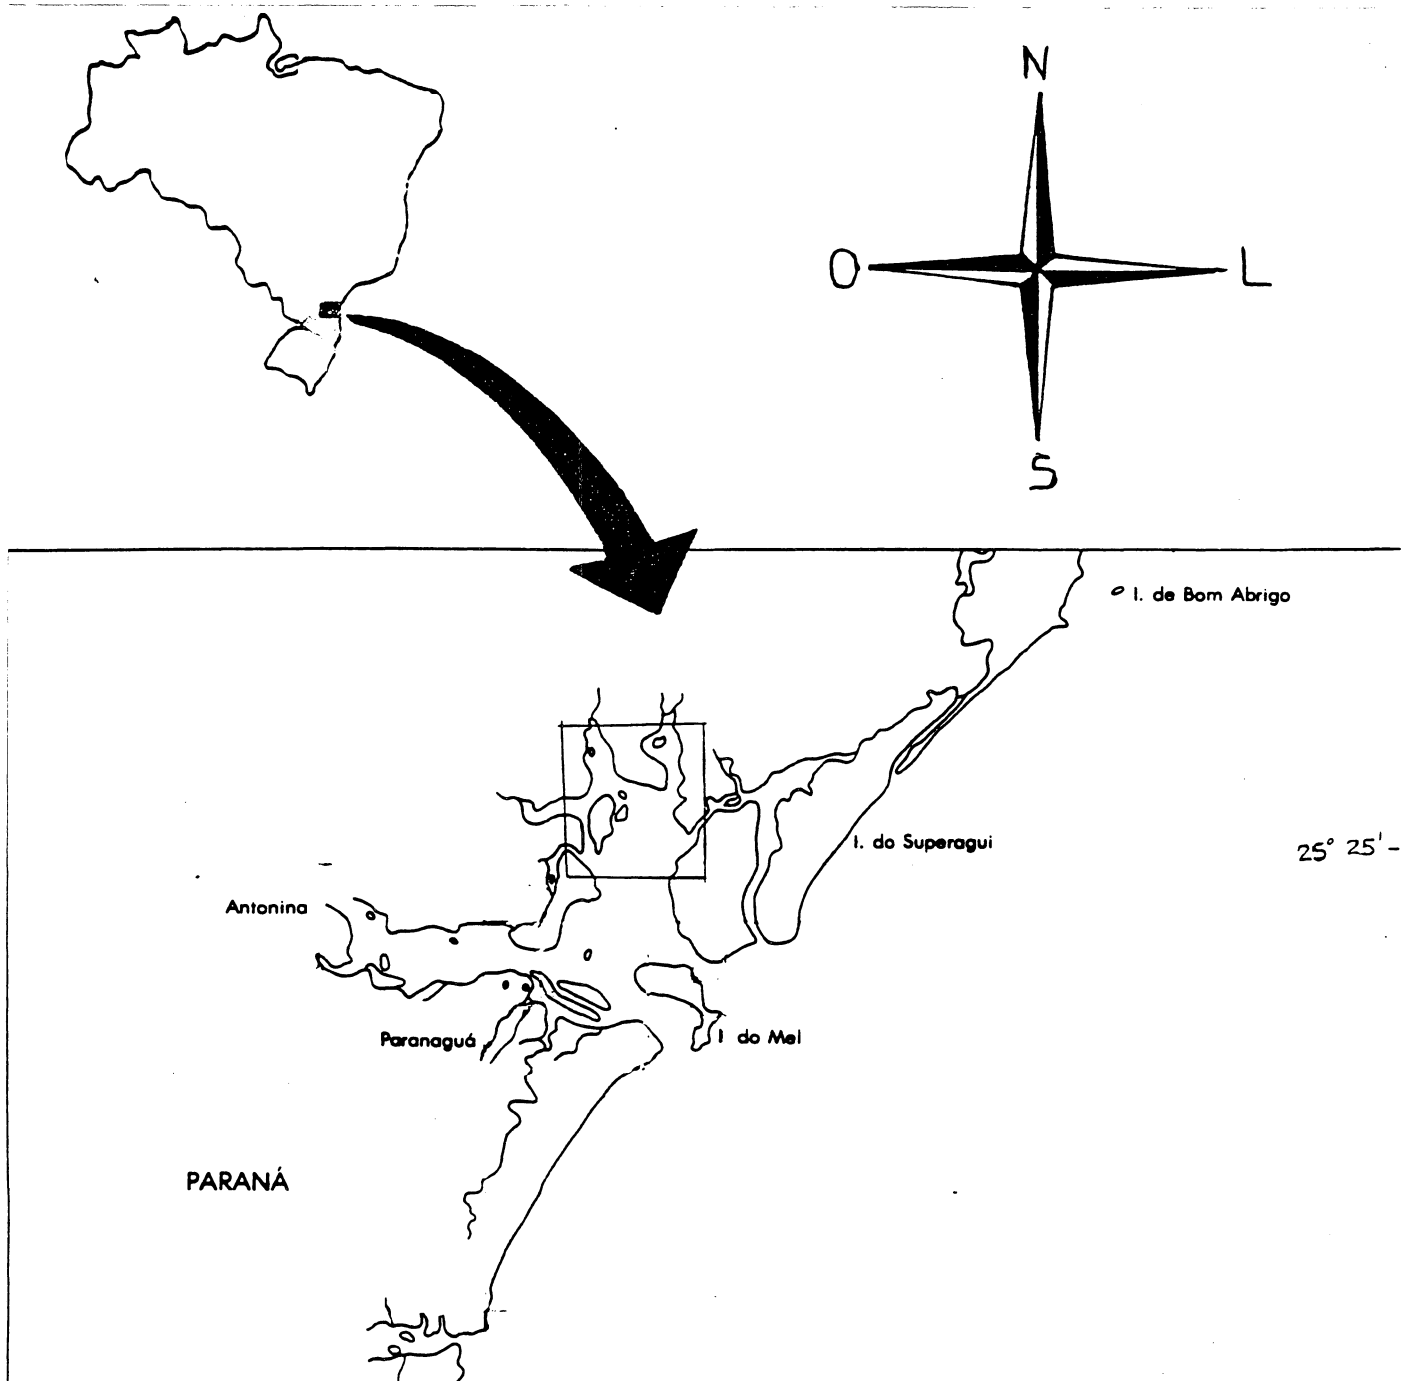 N
O
L
S
I. de Bom Abrigo
I. do Superagui
25° 25' -
Antonina
Paranaguá
I do Mel
PARANÁ